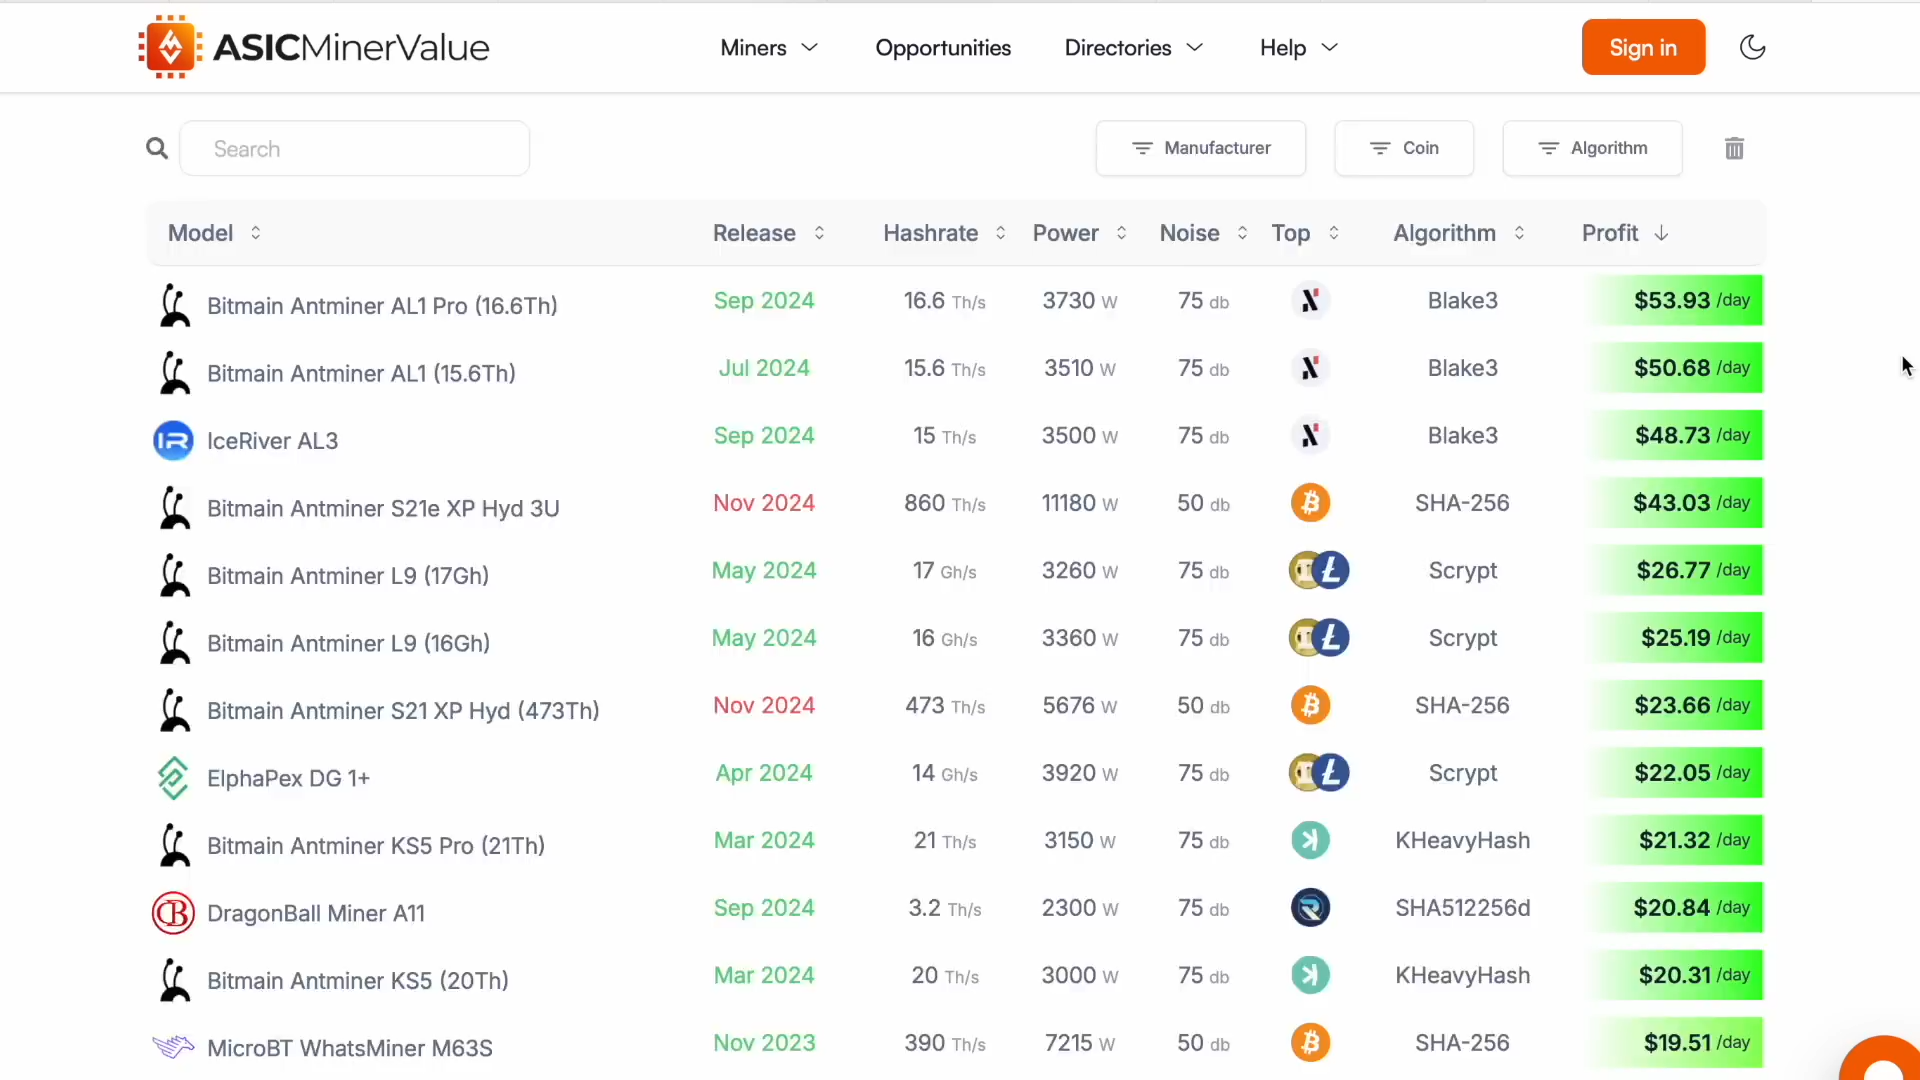 ASICMinerValue Miners Opportunities Directories Help Sign in
Search Manufacturer Coin Algorithm
Model Release Hashrate Power Noise Top Algorithm Profit
Bitmain Antminer AL1 Pro (16.6Th) Sep 2024 16.6 Th/s 3730 W 75 db Blake3 $53.93 /day
Bitmain Antminer AL1 (15.6Th) Jul 2024 15.6 Th/s 3510 W 75 db Blake3 $50.68 /day
IR IceRiver AL3 Sep 2024 15 Th/s 3500 W 75 db Blake3 $48.73 /day
Bitmain Antminer S21e XP Hyd 3U Nov 2024 860 Th/s 11180 W 50 db SHA-256 $43.03 /day
Bitmain Antminer L9 (17Gh) May 2024 17 Gh/s 3260 W 75 db Scrypt $26.77 /day
Bitmain Antminer L9 (16Gh) May 2024 16 Gh/s 3360 W 75 db Scrypt $25.19 /day
Bitmain Antminer S21 XP Hyd (473Th) Nov 2024 473 Th/s 5676 W 50 db SHA-256 $23.66 /day
ElphaPex DG 1+ Apr 2024 14 Gh/s 3920 W 75 db Scrypt $22.05 /day
Bitmain Antminer KS5 Pro (21Th) Mar 2024 21 Th/s 3150 W 75 db KHeavyHash $21.32 /day
DragonBall Miner A11 Sep 2024 3.2 Th/s 2300 W 75 db SHA512256d $20.84 /day
Bitmain Antminer KS5 (20Th) Mar 2024 20 Th/s 3000 W 75 db KHeavyHash $20.31 /day
MicroBT WhatsMiner M63S Nov 2023 390 Th/s 7215 W 50 db SHA-256 $19.51 /day